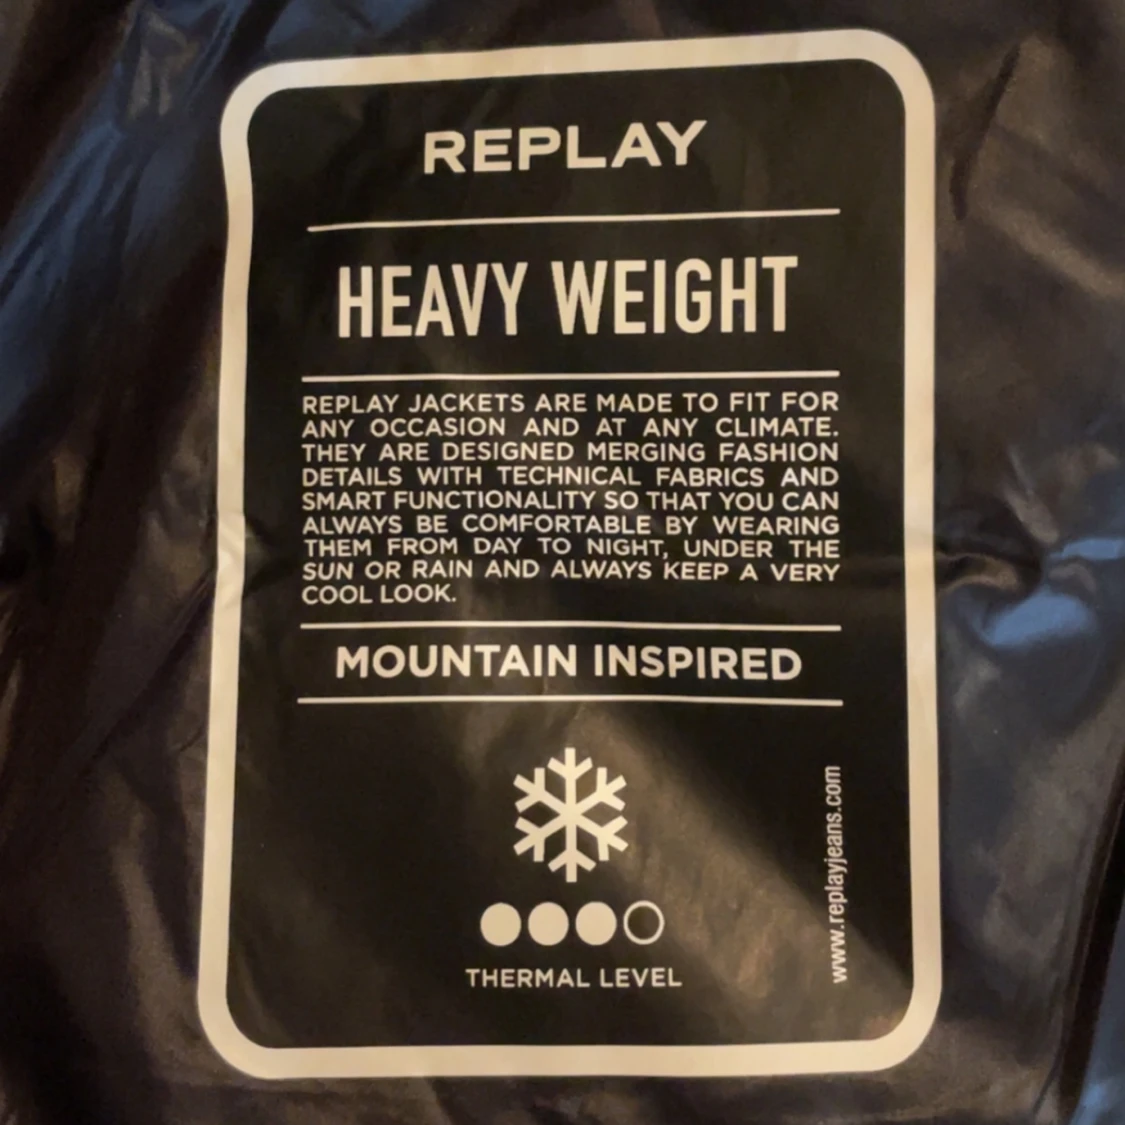 REPLAY
HEAVY WEIGHT
REPLAY JACKETS ARE MADE TO FIT FOR
ANY OCCASION AND AT ANY CLIMATE.
THEY ARE DESIGNED MERGING FASHION
DETAILS WITH TECHNICAL FABRICS AND
SMART FUNCTIONALITY SO THAT YOU CAN
ALWAYS BE COMFORTABLE BY WEARING
THEM FROM DAY TO NIGHT, UNDER THE
SUN OR RAIN AND ALWAYS KEEP A VERY
COOL LOOK.
MOUNTAIN INSPIRED
THERMAL LEVEL
www.replayjeans.com